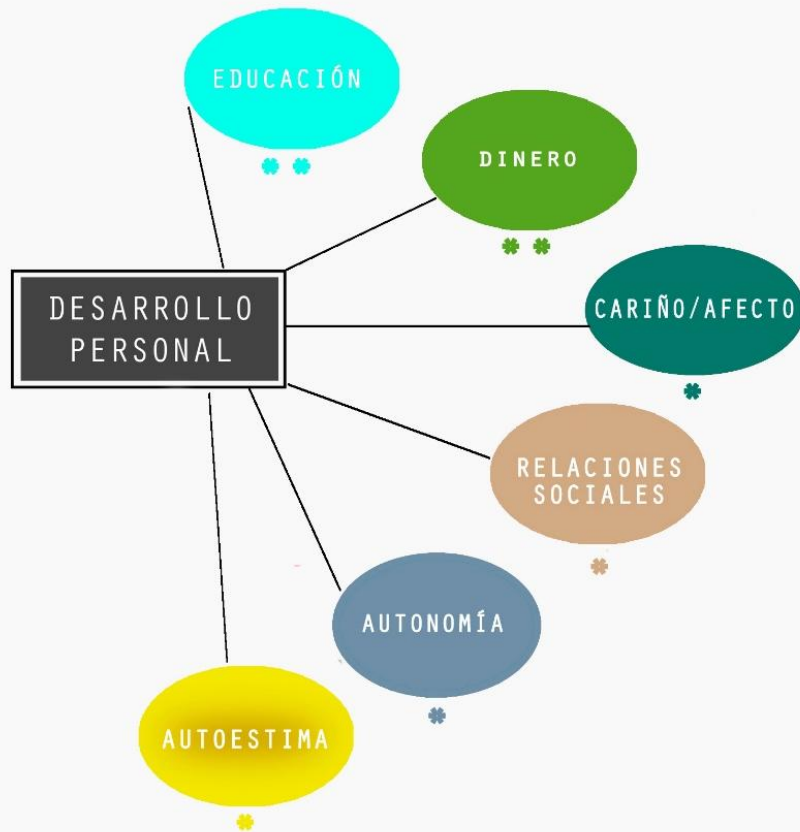 EDUCACIÓN
DINERO
CARIÑO/AFECTO
DESARROLLO
PERSONAL
RELACIONES
SOCIALES
AUTONOMÍA
AUTOESTIMA